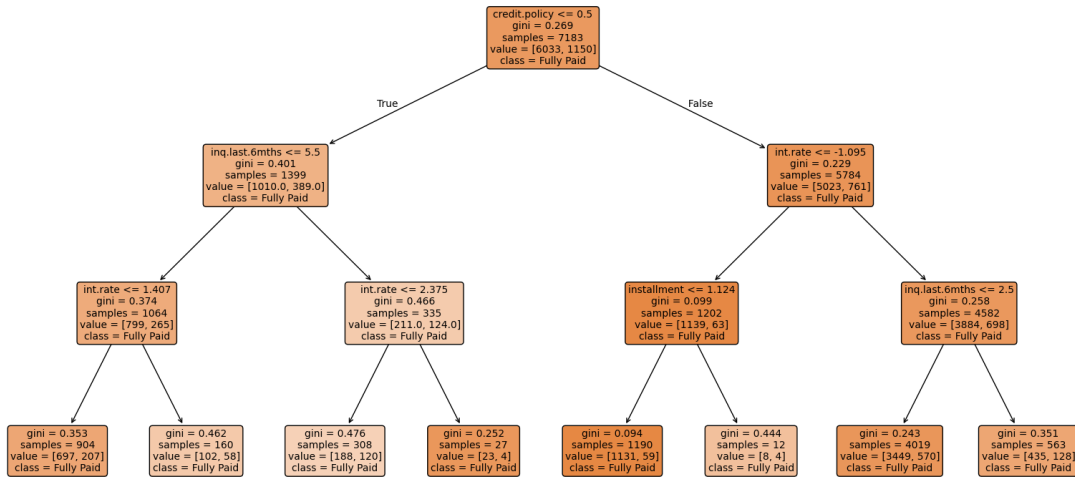 credit.policy <= 0.5
gini = 0.269
samples = 7183
value = [6033, 1150]
class = Fully Paid
True
False
inq.last.6mths <= 5.5
gini = 0.401
samples = 1399
value = [1010.0, 389.0]
class = Fully Paid
int.rate <= -1.095
gini = 0.229
samples = 5784
value = [5023, 761]
class = Fully Paid
int.rate <= 1.407
gini = 0.374
samples = 1064
value = [799, 265]
class = Fully Paid
int.rate <= 2.375
gini = 0.466
samples = 335
value = [211.0, 124.0]
class = Fully Paid
installment <= 1.124
gini = 0.099
samples = 1202
value = [1139, 63]
class = Fully Paid
inq.last.6mths <= 2.5
gini = 0.258
samples = 4582
value = [3884, 698]
class = Fully Paid
gini = 0.353
samples = 904
value = [697, 207]
class = Fully Paid
gini = 0.462
samples = 160
value = [102, 58]
class = Fully Paid
gini = 0.476
samples = 308
value = [188, 120]
class = Fully Paid
gini = 0.252
samples = 27
value = [23, 4]
class = Fully Paid
gini = 0.094
samples = 1190
value = [1131, 59]
class = Fully Paid
gini = 0.444
samples = 12
value = [8, 4]
class = Fully Paid
gini = 0.243
samples = 4019
value = [3449, 570]
class = Fully Paid
gini = 0.351
samples = 563
value = [435, 128]
class = Fully Paid